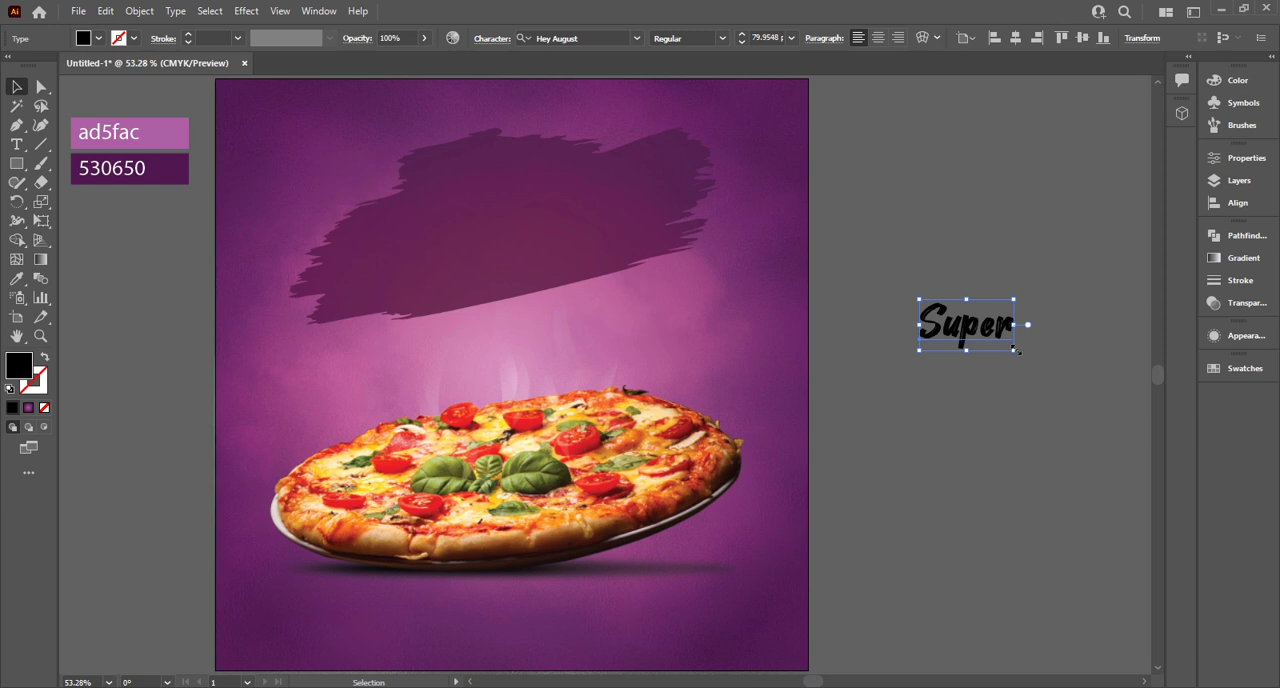 Ai File Edit Object Type Select Effect View Window Help
Type Stroke: Opacity: 100% Character: Hey August Regular Paragraph: Transform
Untitled-1* @ 53.28 % (CMYK/Preview) ×
ad5fac
530650
Super
Color
Symbols
Brushes
Properties
Layers
Align
Pathfind...
Gradient
Stroke
Transpar...
Appeara...
Swatches
53.28% 0° 1 Selection